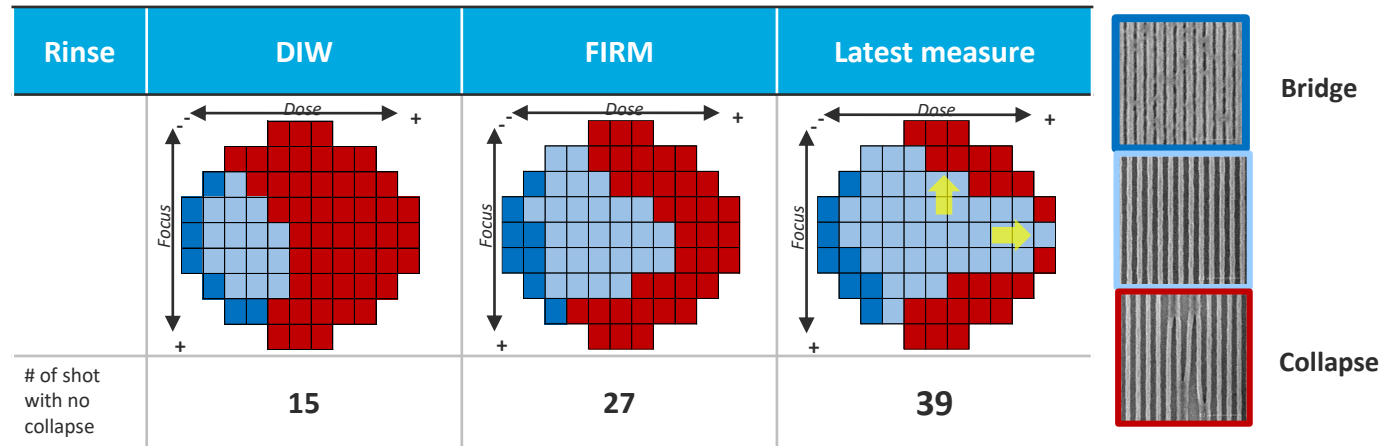 Rinse DIW FIRM Latest measure
Bridge
Dose
Dose
Dose
- - +
- - +
- - +
Focus
Focus
Focus
+
+
+
Collapse
# of shot
with no
collapse
15 27 39